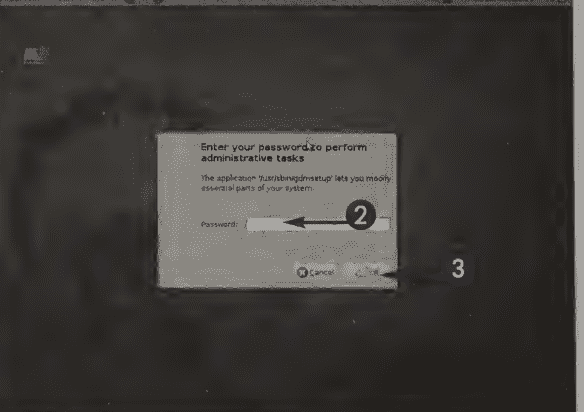 Enter your password to perform
administrative tasks
The application '/usr/sbin/gdmsetup' lets you modify
essential parts of your system.
Password:
2
Cancel
OK
3